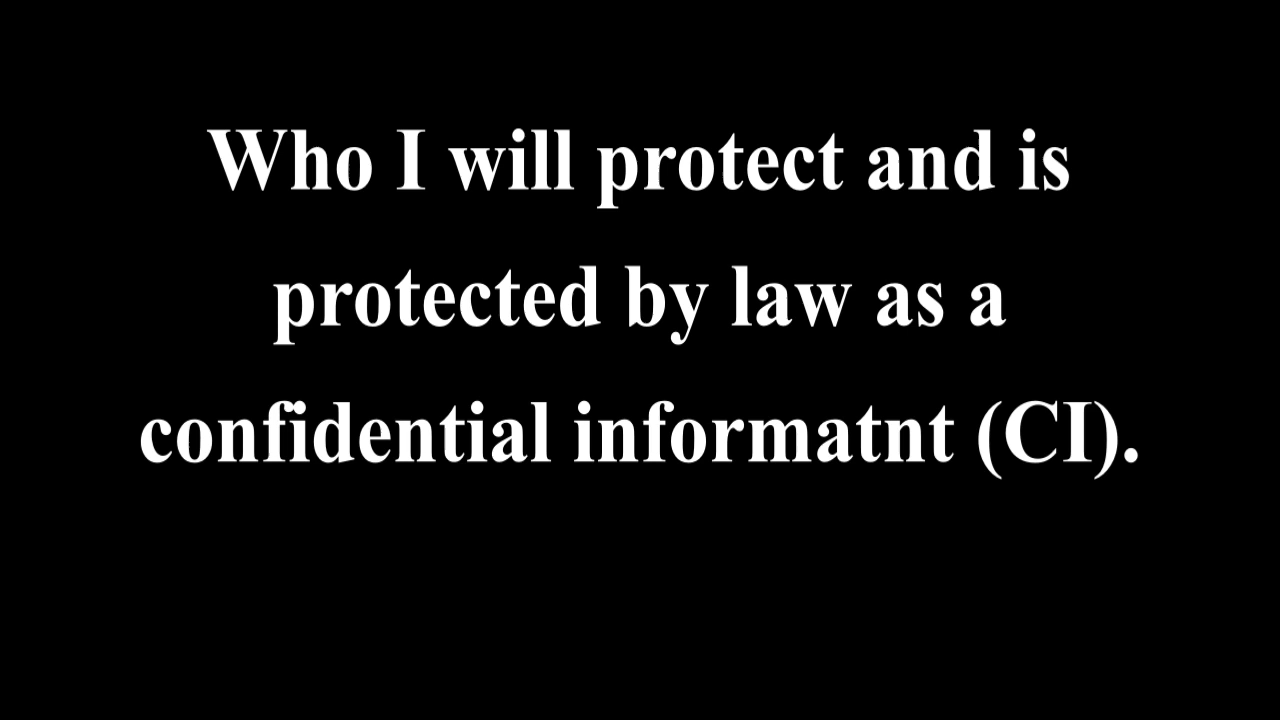 Who I will protect and is
protected by law as a
confidential informatnt (CI).